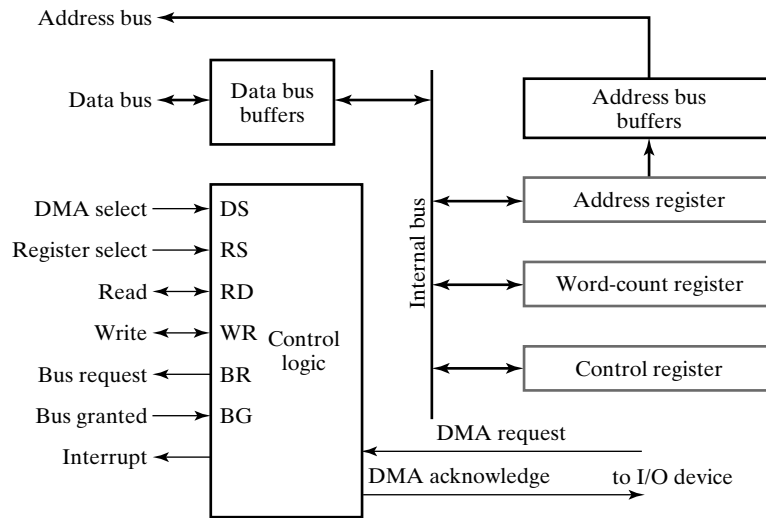 Address bus
Data bus
Data bus
buffers
Address bus
buffers
Internal bus
Address register
Word-count register
Control register
DMA select
DS
Register select
RS
Read
RD
Write
WR
Bus request
BR
Bus granted
BG
Interrupt
Control
logic
DMA request
DMA acknowledge
to I/O device